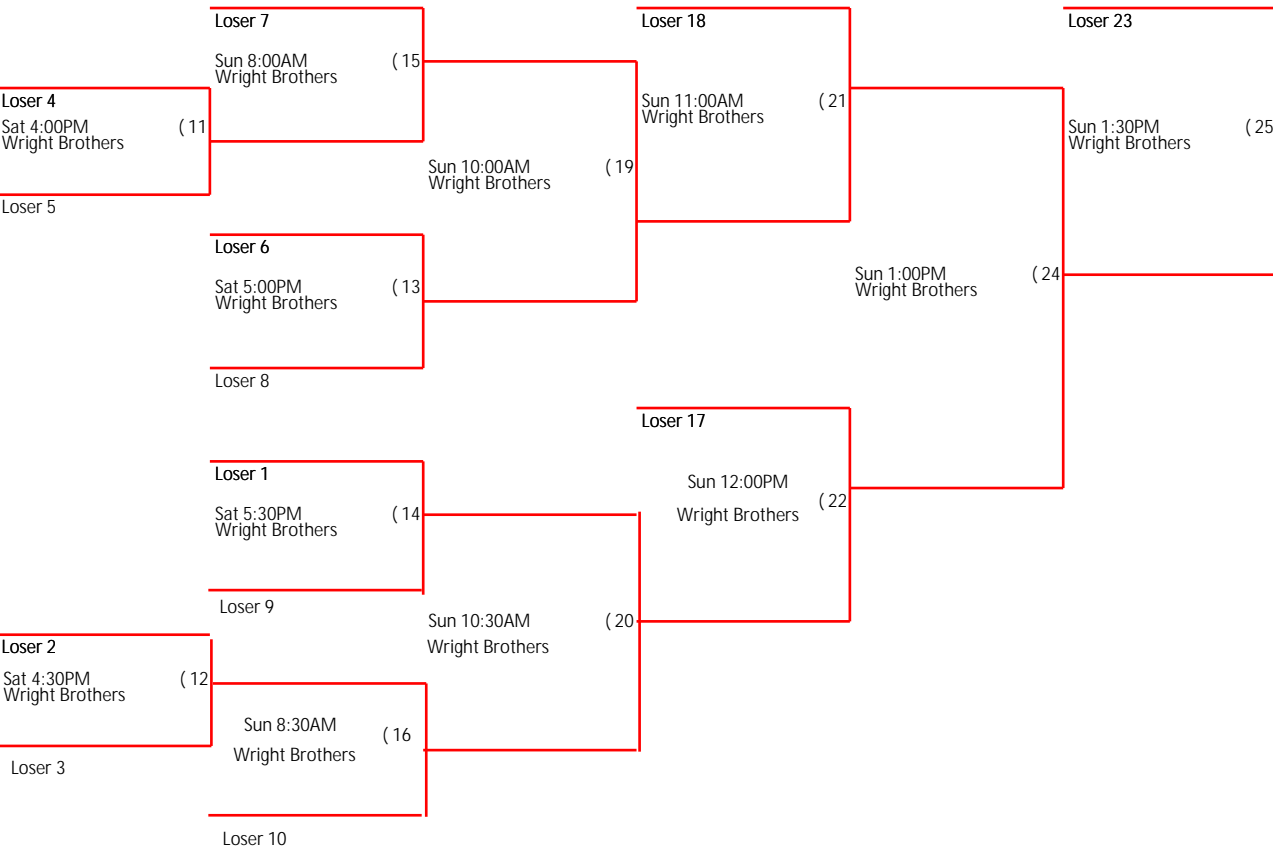 Loser 7
Sun 8:00AM
Wright Brothers
( 15
Loser 4
Sat 4:00PM
Wright Brothers
( 11
Loser 5
Loser 18
Sun 11:00AM
Wright Brothers
( 21
Loser 23
Sun 1:30PM
Wright Brothers
( 25
Sun 10:00AM
Wright Brothers
( 19
Loser 6
Sat 5:00PM
Wright Brothers
( 13
Loser 8
Sun 1:00PM
Wright Brothers
( 24
Loser 17
Sun 12:00PM
Wright Brothers
( 22
Loser 1
Sat 5:30PM
Wright Brothers
( 14
Loser 9
Sun 10:30AM
Wright Brothers
( 20
Loser 2
Sat 4:30PM
Wright Brothers
( 12
Loser 3
Sun 8:30AM
Wright Brothers
( 16
Loser 10